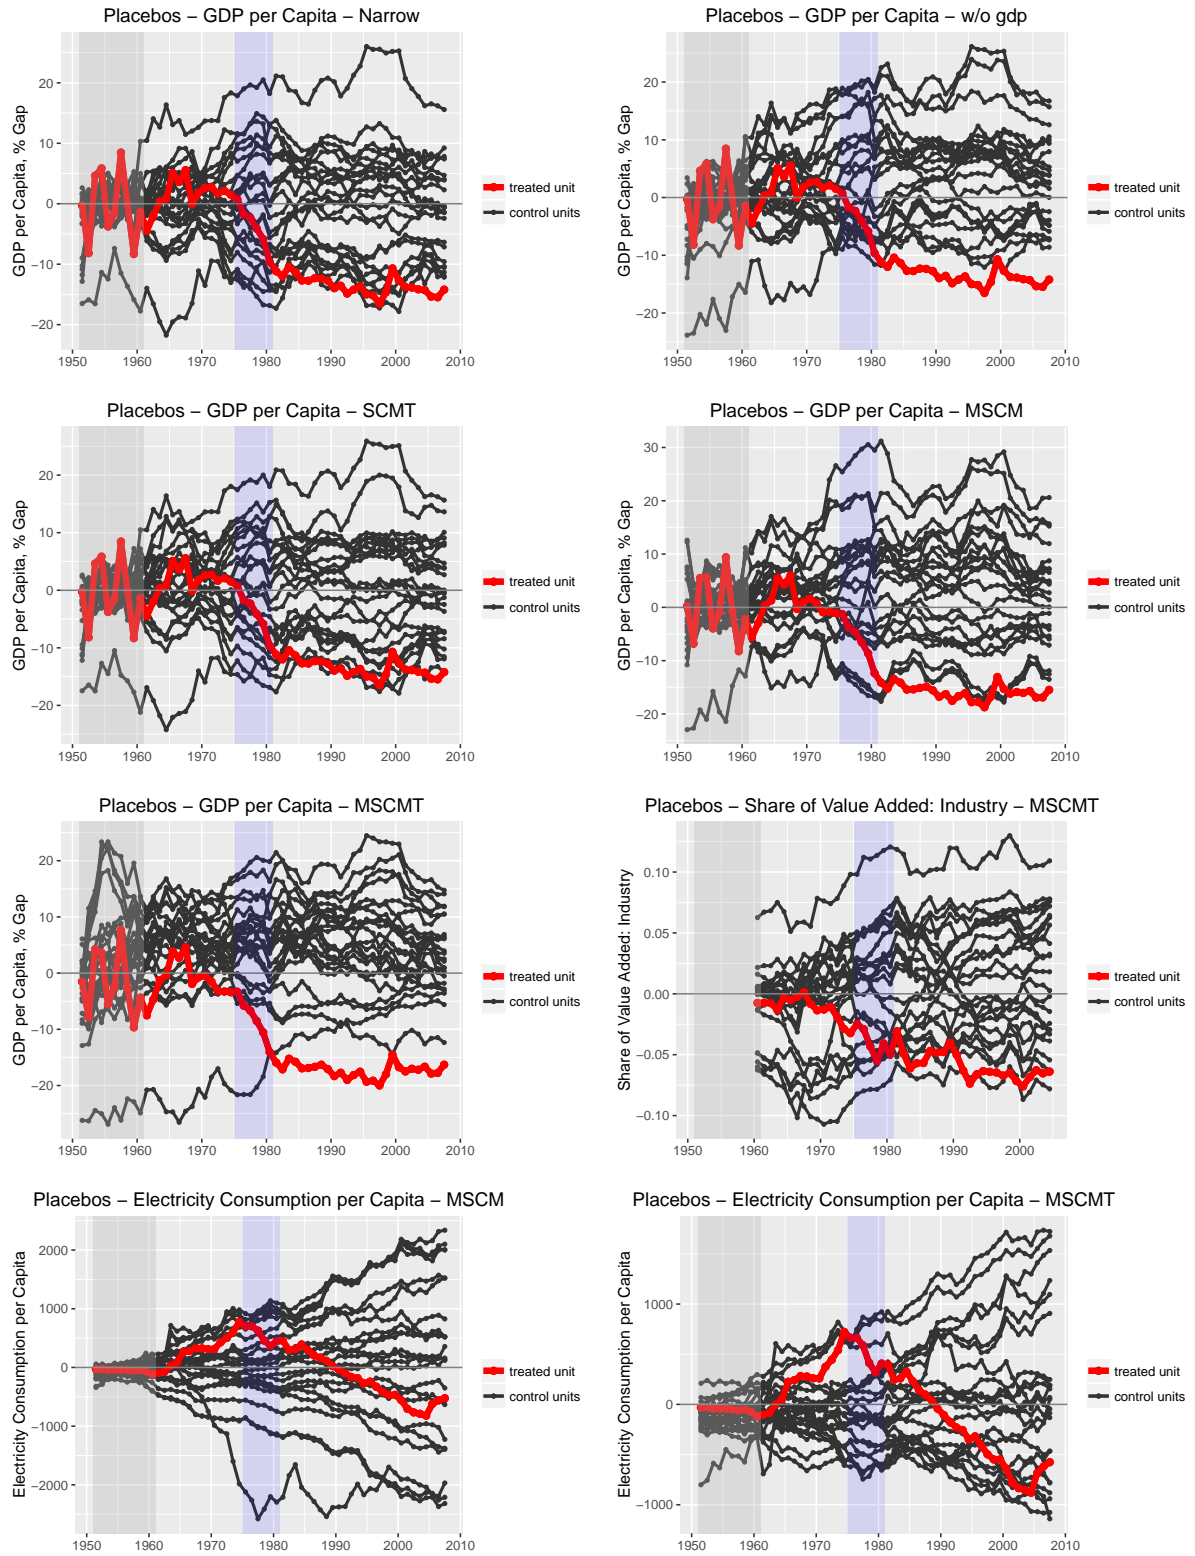 Placebos − GDP per Capita − Narrow
GDP per Capita, % Gap
20
10
0
−10
−20
1950 1960 1970 1980 1990 2000 2010
treated unit
control units
Placebos − GDP per Capita − w/o gdp
GDP per Capita, % Gap
20
10
0
−10
−20
1950 1960 1970 1980 1990 2000 2010
treated unit
control units
Placebos − GDP per Capita − SCMT
GDP per Capita, % Gap
20
10
0
−10
−20
1950 1960 1970 1980 1990 2000 2010
treated unit
control units
Placebos − GDP per Capita − MSCM
GDP per Capita, % Gap
30
20
10
0
−10
−20
1950 1960 1970 1980 1990 2000 2010
treated unit
control units
Placebos − GDP per Capita − MSCMT
GDP per Capita, % Gap
20
10
0
−10
−20
1950 1960 1970 1980 1990 2000 2010
treated unit
control units
Placebos − Share of Value Added: Industry − MSCMT
Share of Value Added: Industry
0.10
0.05
0.00
−0.05
−0.10
1950 1960 1970 1980 1990 2000
treated unit
control units
Placebos − Electricity Consumption per Capita − MSCM
Electricity Consumption per Capita
2000
1000
0
−1000
−2000
1950 1960 1970 1980 1990 2000 2010
treated unit
control units
Placebos − Electricity Consumption per Capita − MSCMT
Electricity Consumption per Capita
1000
0
−1000
1950 1960 1970 1980 1990 2000 2010
treated unit
control units